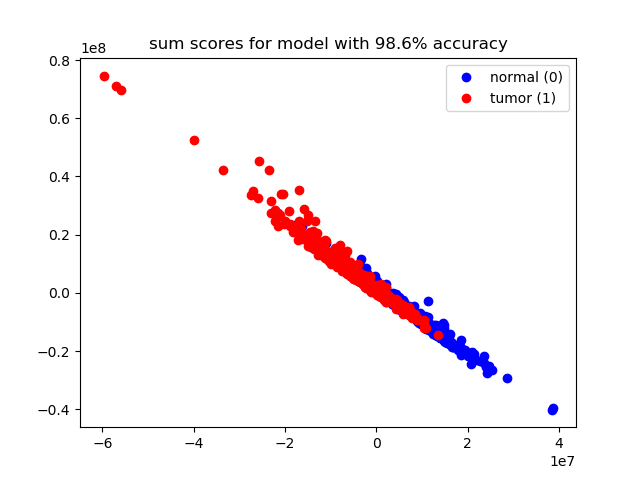 sum scores for model with 98.6% accuracy
1e8
normal (0)
tumor (1)
0.8
0.6
0.4
0.2
0.0
−0.2
−0.4
−6 −4 −2 0 2 4
1e7